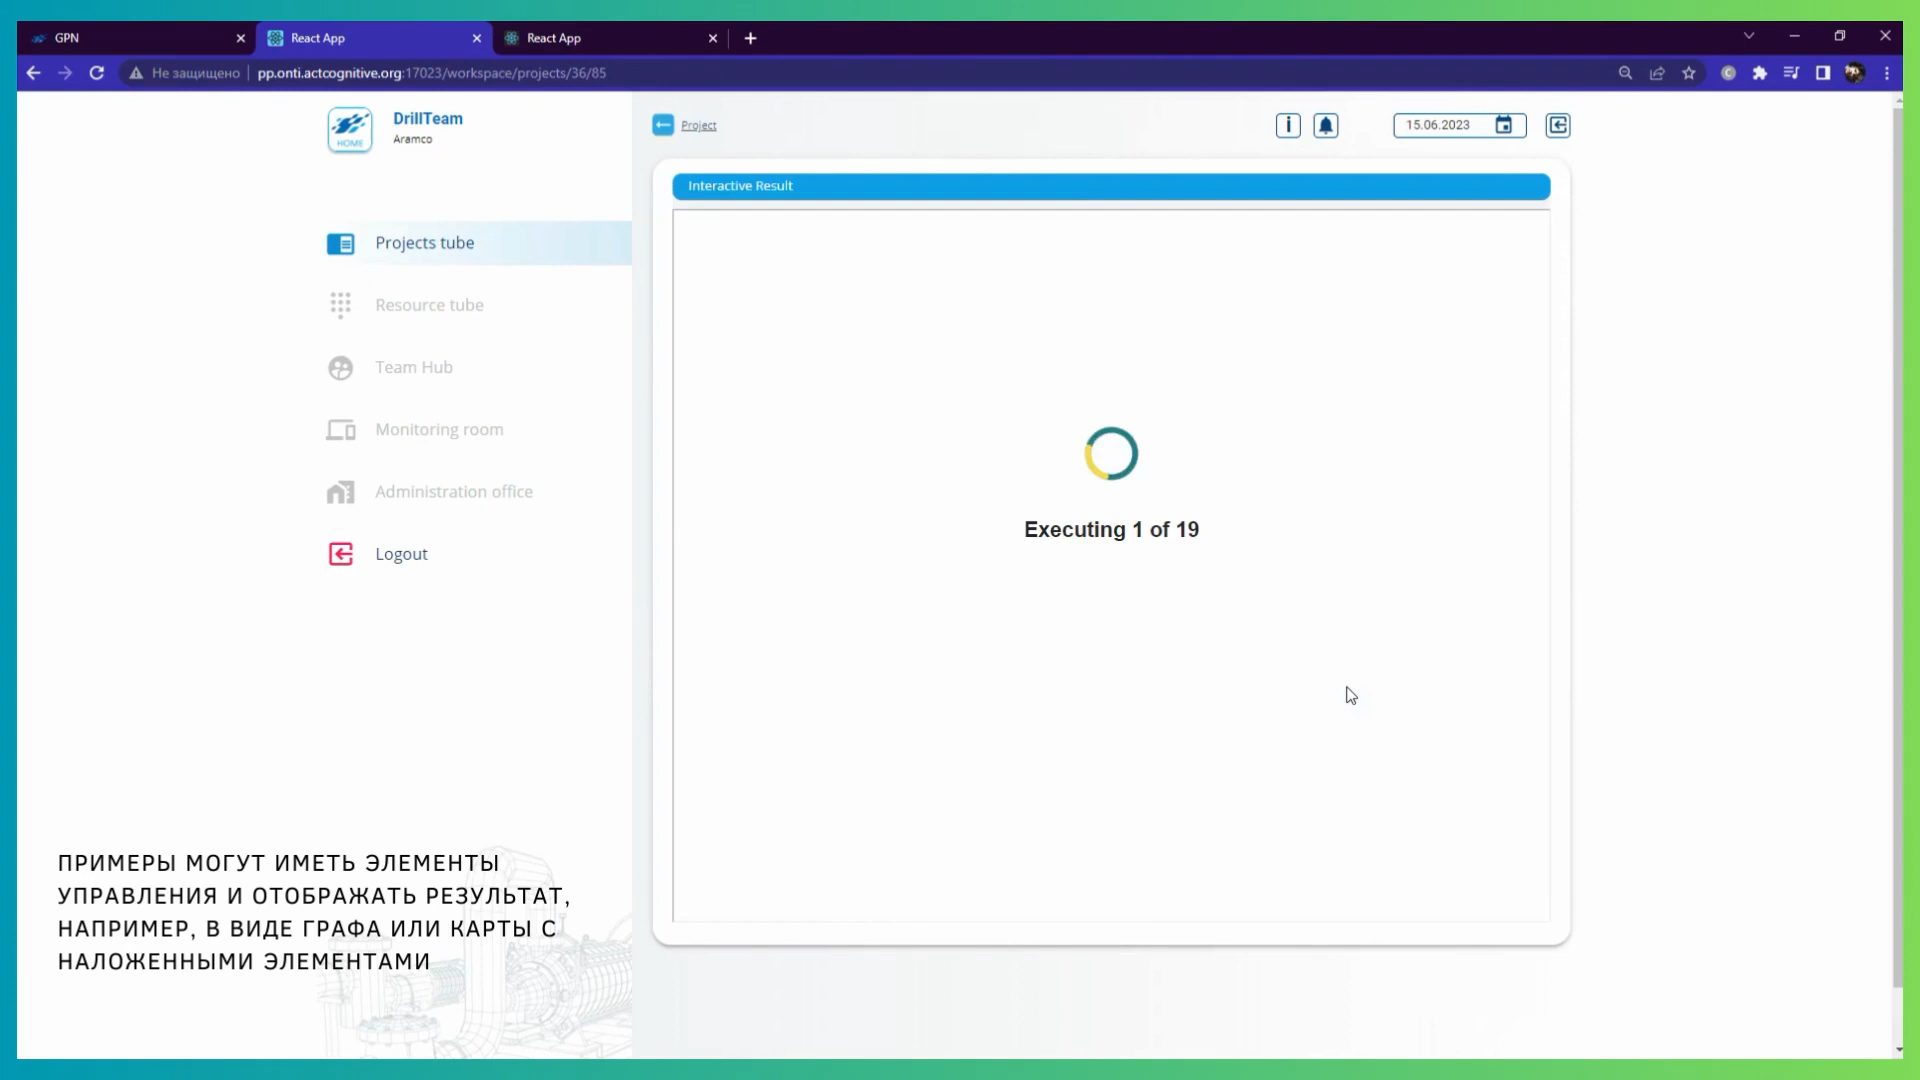 GPN
React App
React App
Не защищено
pp.onti.actcognitive.org:17023/workspace/projects/36/85
HOME
DrillTeam
Aramco
Project
15.06.2023
Interactive Result
Projects tube
Resource tube
Team Hub
Monitoring room
Administration office
Logout
Executing 1 of 19
ПРИМЕРЫ МОГУТ ИМЕТЬ ЭЛЕМЕНТЫ
УПРАВЛЕНИЯ И ОТОБРАЖАТЬ РЕЗУЛЬТАТ,
НАПРИМЕР, В ВИДЕ ГРАФА ИЛИ КАРТЫ С
НАЛОЖЕННЫМИ ЭЛЕМЕНТАМИ